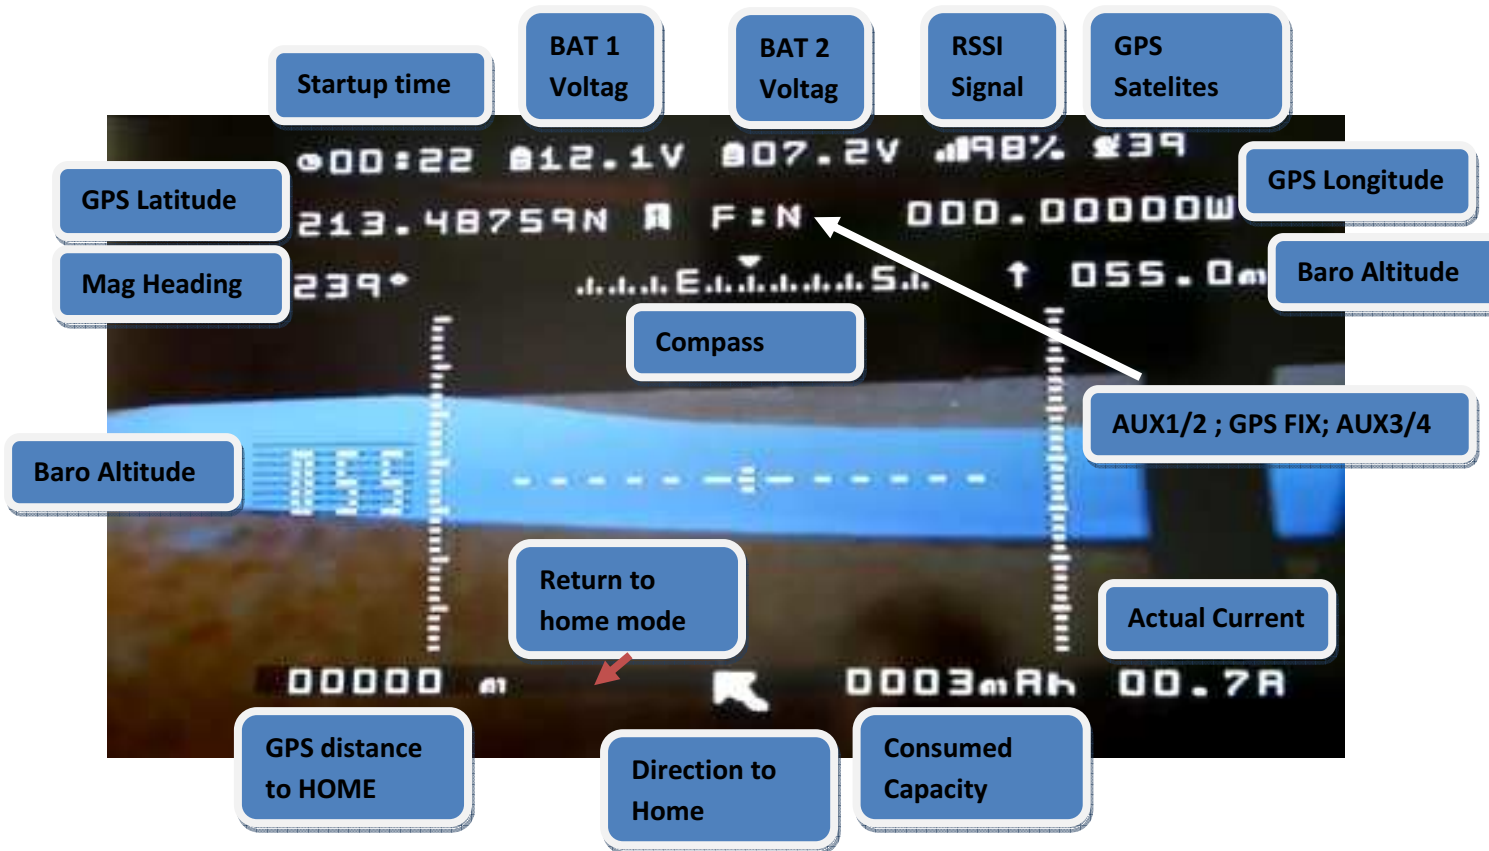 BAT 1
Voltag
BAT 2
Voltag
RSSI
Signal
GPS
Satelites
Startup time
00:22 12.1V 07.2V 98% 39
GPS Latitude
GPS Longitude
213.48759N F:N 000.00000W
Mag Heading
239° E S ↑ 055.0m
Baro Altitude
Compass
AUX1/2 ; GPS FIX; AUX3/4
Baro Altitude
055
Return to
home mode
Actual Current
00000 m 0003mAh 00.7A
GPS distance
to HOME
Direction to
Home
Consumed
Capacity